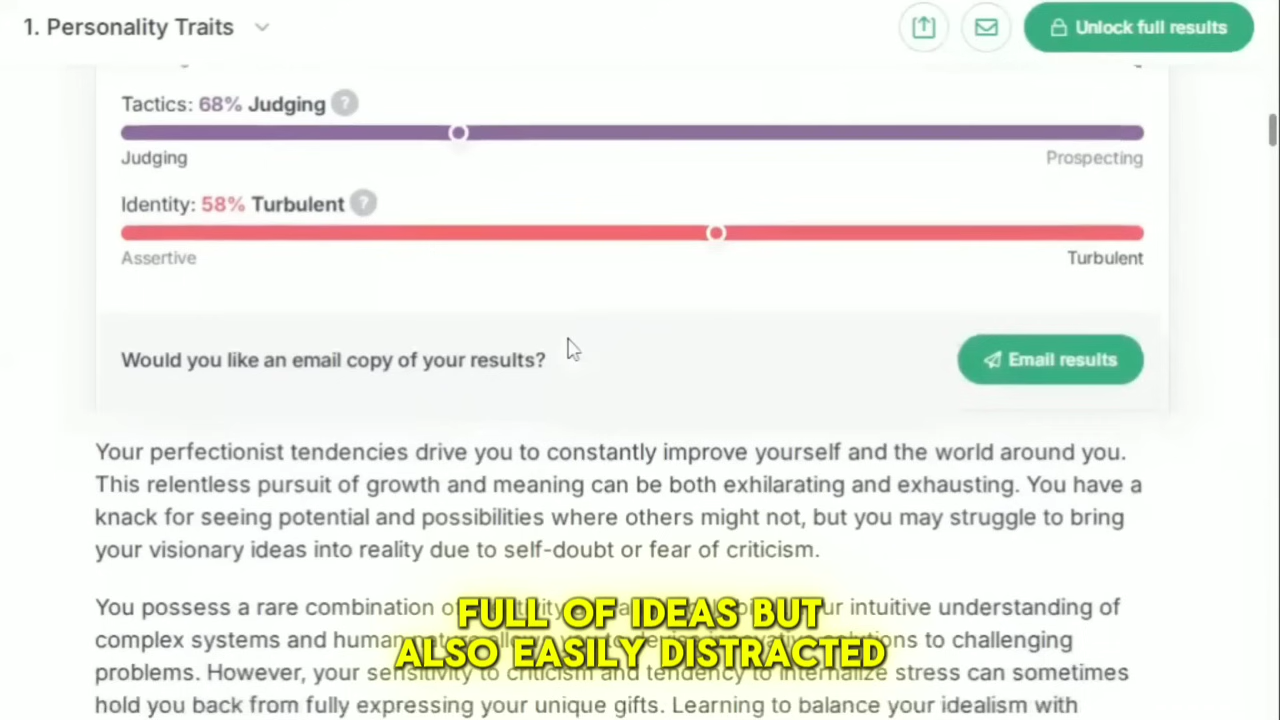 1. Personality Traits
Unlock full results
Tactics: 68% Judging ?
Judging Prospecting
Identity: 58% Turbulent ?
Assertive Turbulent
Would you like an email copy of your results?
Email results
Your perfectionist tendencies drive you to constantly improve yourself and the world around you.
This relentless pursuit of growth and meaning can be both exhilarating and exhausting. You have a
knack for seeing potential and possibilities where others might not, but you may struggle to bring
your visionary ideas into reality due to self-doubt or fear of criticism.
You possess a rare combination of intuitive understanding of
FULL OF IDEAS BUT
complex systems and human solutions to challenging
ALSO EASILY DISTRACTED
problems. However, your sensitivity to criticism and tendency to internalize stress can sometimes
hold you back from fully expressing your unique gifts. Learning to balance your idealism with